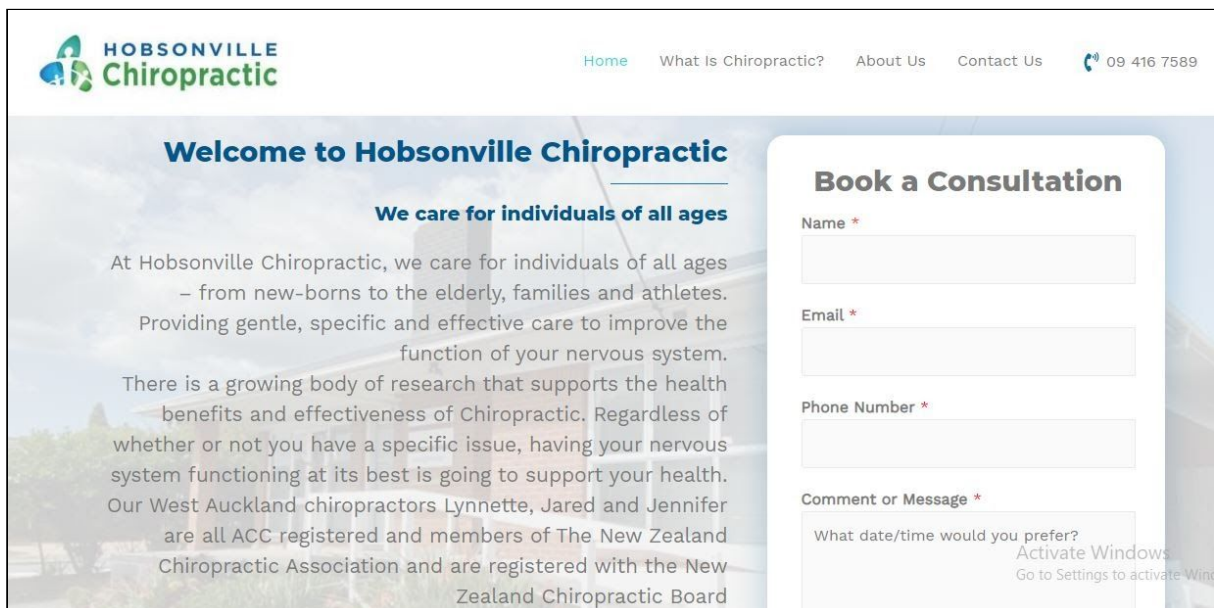 HOBSONVILLE
Chiropractic
Home What Is Chiropractic? About Us Contact Us 09 416 7589
Welcome to Hobsonville Chiropractic
We care for individuals of all ages
At Hobsonville Chiropractic, we care for individuals of all ages
– from new-borns to the elderly, families and athletes.
Providing gentle, specific and effective care to improve the
function of your nervous system.
There is a growing body of research that supports the health
benefits and effectiveness of Chiropractic. Regardless of
whether or not you have a specific issue, having your nervous
system functioning at its best is going to support your health.
Our West Auckland chiropractors Lynnette, Jared and Jennifer
are all ACC registered and members of The New Zealand
Chiropractic Association and are registered with the New
Zealand Chiropractic Board
Book a Consultation
Name *
Email *
Phone Number *
Comment or Message *
What date/time would you prefer?
Activate Windows
Go to Settings to activate Win